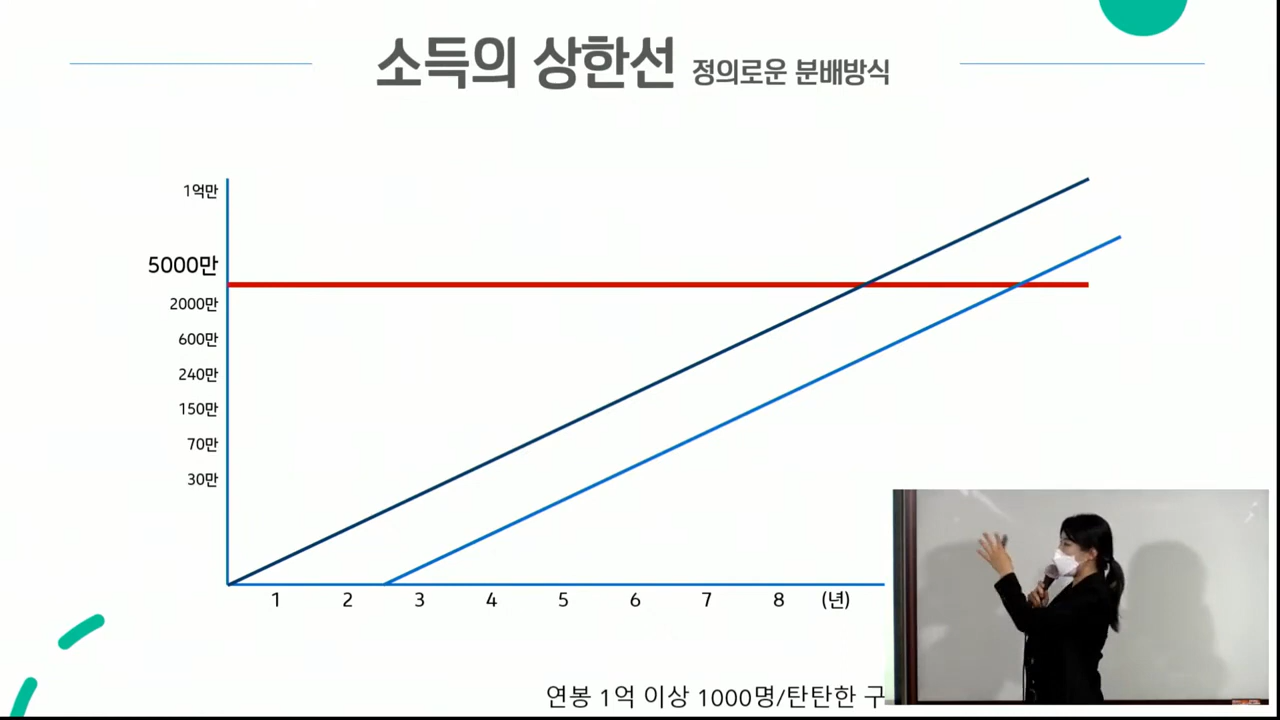 소득의 상한선 정의로운 분배방식
1억만
5000만
2000만
600만
240만
150만
70만
30만
1 2 3 4 5 6 7 8 (년)
연봉 1억 이상 1000명/탄탄한 구